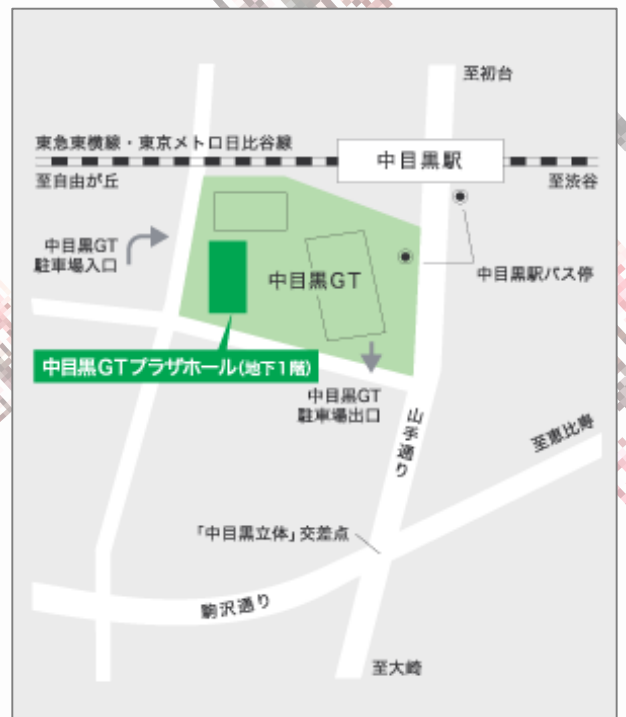 至初台
東急東横線・東京メトロ日比谷線
中目黒駅
至自由が丘
至渋谷
中目黒GT
駐車場入口
中目黒GT
中目黒駅バス停
中目黒GTプラザホール(地下1階)
中目黒GT
駐車場出口
山手通り
至恵比寿
「中目黒立体」交差点
駒沢通り
至大崎